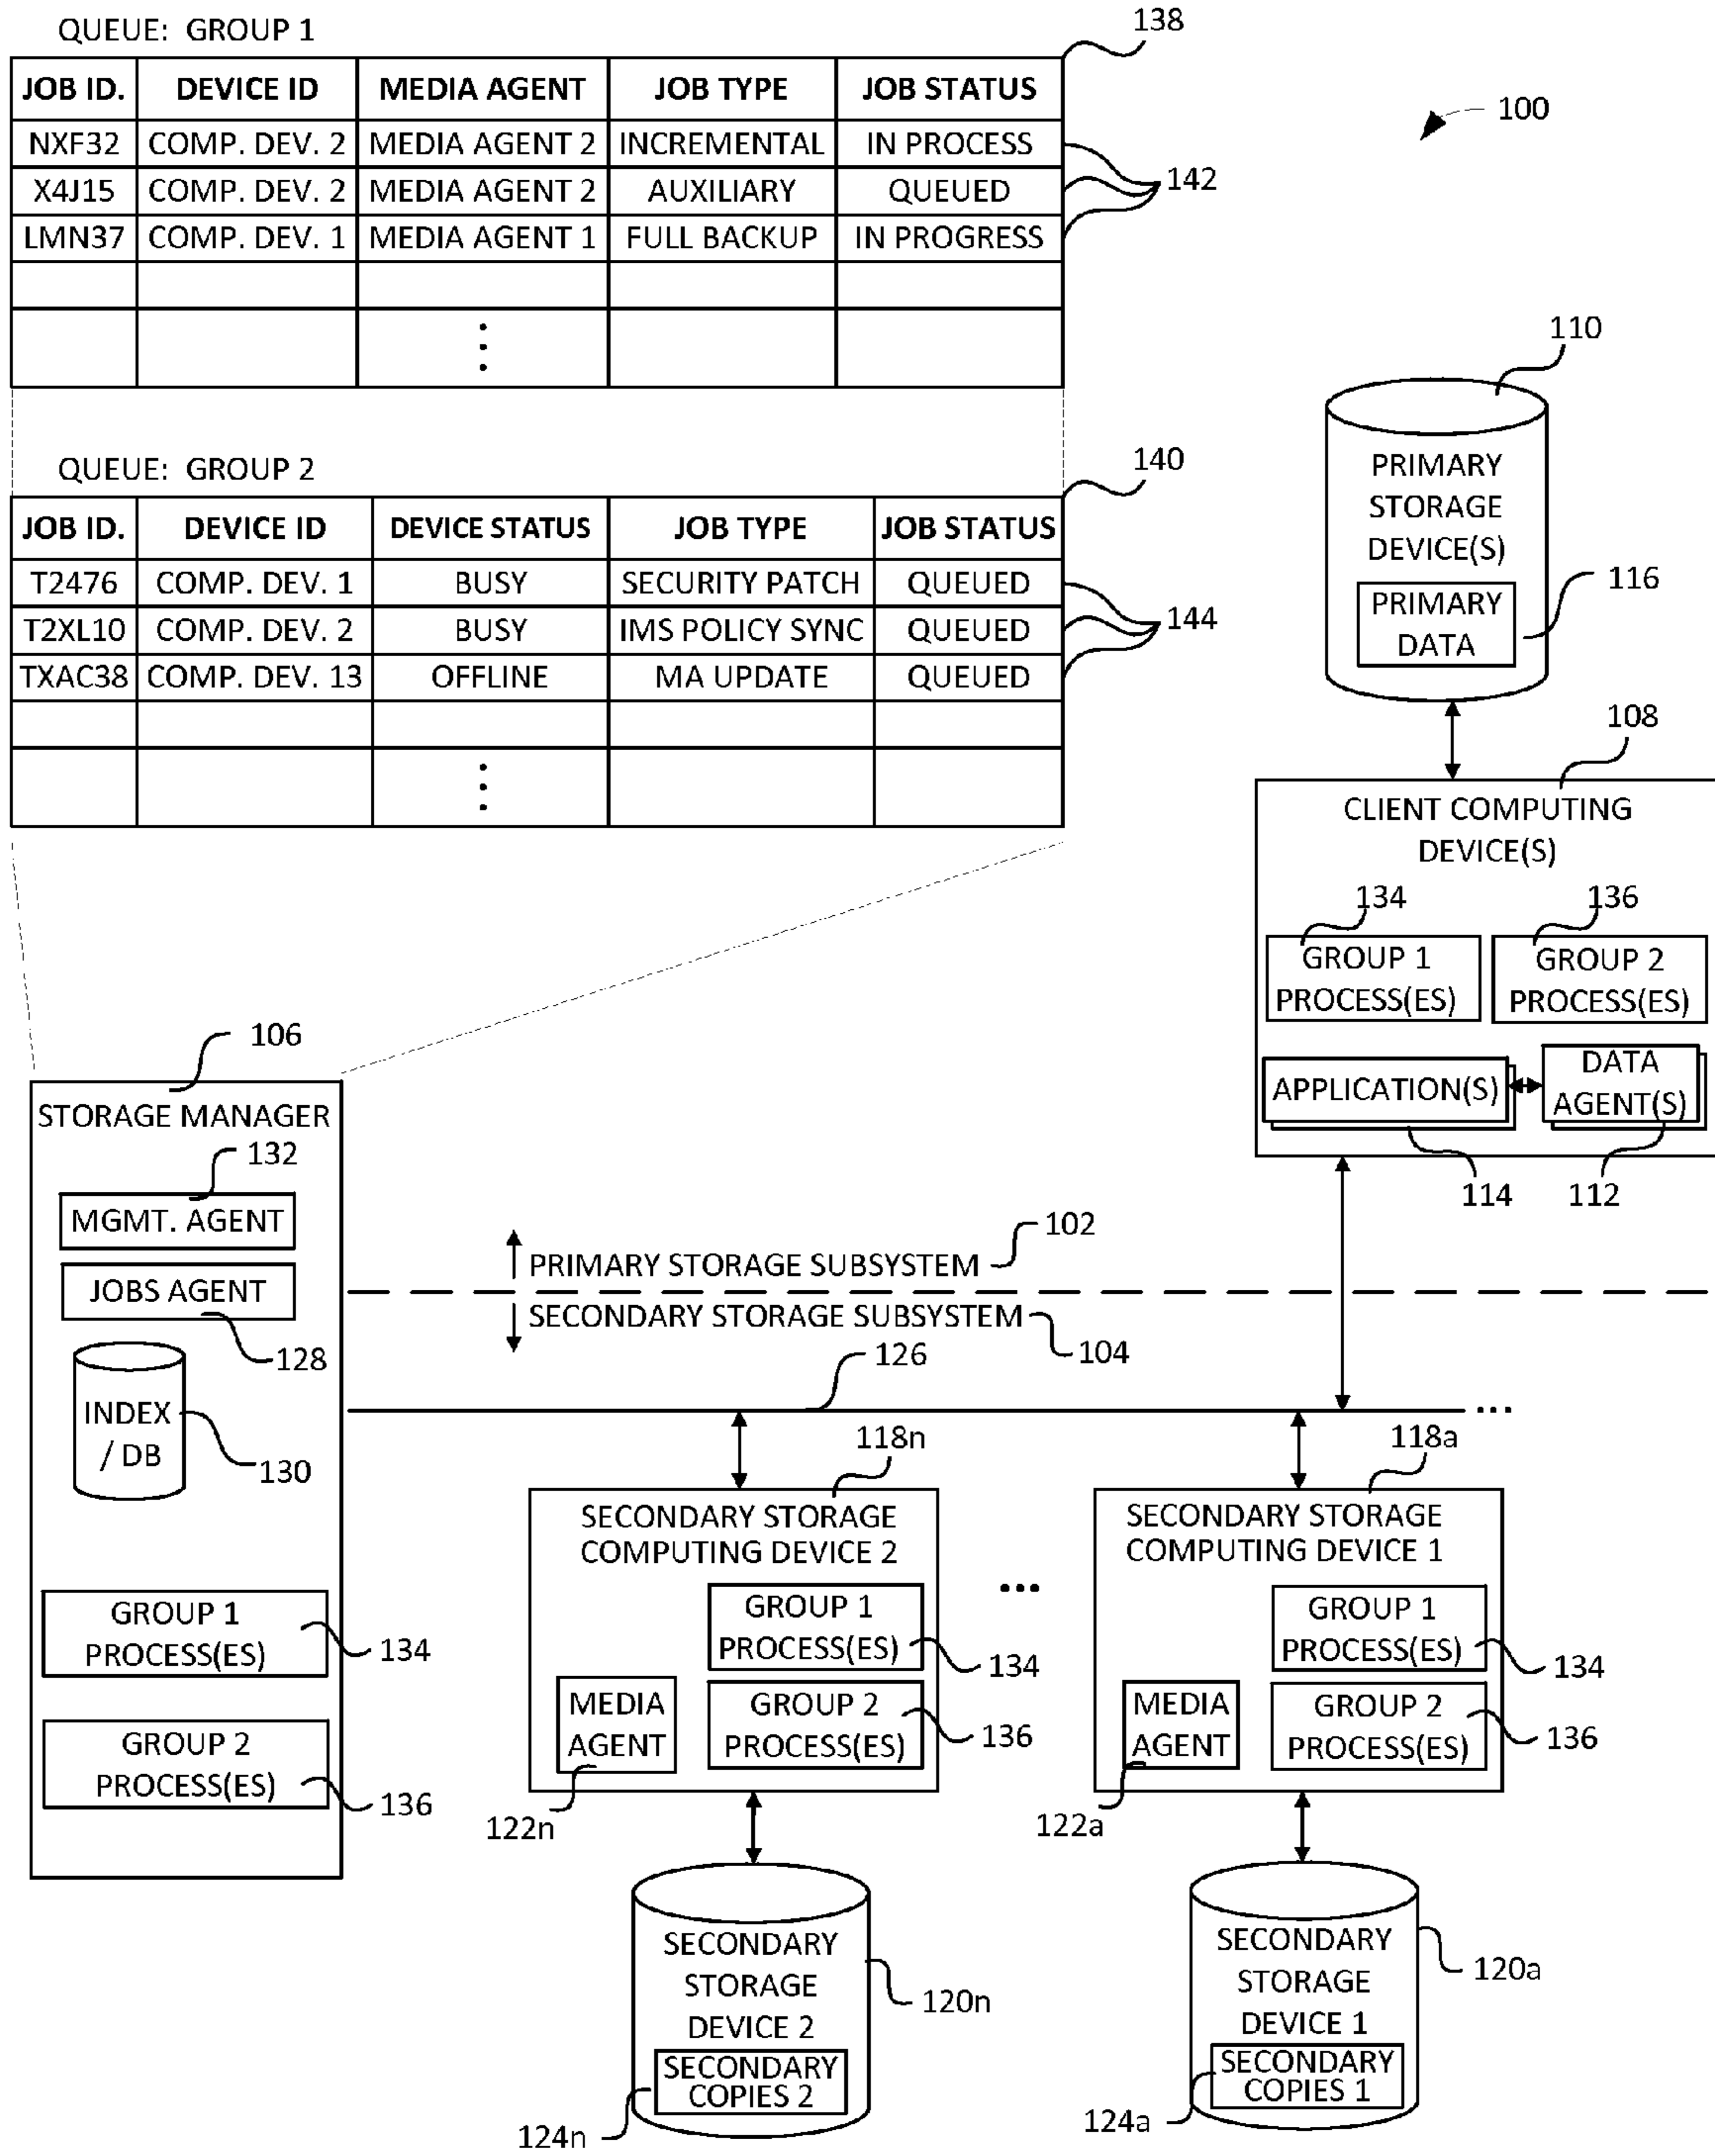 QUEUE: GROUP 1
138
JOB ID. DEVICE ID MEDIA AGENT JOB TYPE JOB STATUS
NXF32 COMP. DEV. 2 MEDIA AGENT 2 INCREMENTAL IN PROCESS
X4J15 COMP. DEV. 2 MEDIA AGENT 2 AUXILIARY QUEUED
LMN37 COMP. DEV. 1 MEDIA AGENT 1 FULL BACKUP IN PROGRESS
142
100
QUEUE: GROUP 2
140
JOB ID. DEVICE ID DEVICE STATUS JOB TYPE JOB STATUS
T2476 COMP. DEV. 1 BUSY SECURITY PATCH QUEUED
T2XL10 COMP. DEV. 2 BUSY IMS POLICY SYNC QUEUED
TXAC38 COMP. DEV. 13 OFFLINE MA UPDATE QUEUED
144
110
PRIMARY
STORAGE
DEVICE(S)
PRIMARY
DATA
116
108
CLIENT COMPUTING
DEVICE(S)
134
GROUP 1
PROCESS(ES)
136
GROUP 2
PROCESS(ES)
APPLICATION(S)
DATA
AGENT(S)
114
112
106
STORAGE MANAGER
132
MGMT. AGENT
JOBS AGENT
128
INDEX
/ DB
130
GROUP 1
PROCESS(ES)
134
GROUP 2
PROCESS(ES)
136
PRIMARY STORAGE SUBSYSTEM
102
SECONDARY STORAGE SUBSYSTEM
104
126
...
118n
SECONDARY STORAGE
COMPUTING DEVICE 2
GROUP 1
PROCESS(ES)
134
MEDIA
AGENT
GROUP 2
PROCESS(ES)
136
122n
...
118a
SECONDARY STORAGE
COMPUTING DEVICE 1
GROUP 1
PROCESS(ES)
134
MEDIA
AGENT
GROUP 2
PROCESS(ES)
136
122a
SECONDARY
STORAGE
DEVICE 2
SECONDARY
COPIES 2
120n
124n
SECONDARY
STORAGE
DEVICE 1
SECONDARY
COPIES 1
120a
124a